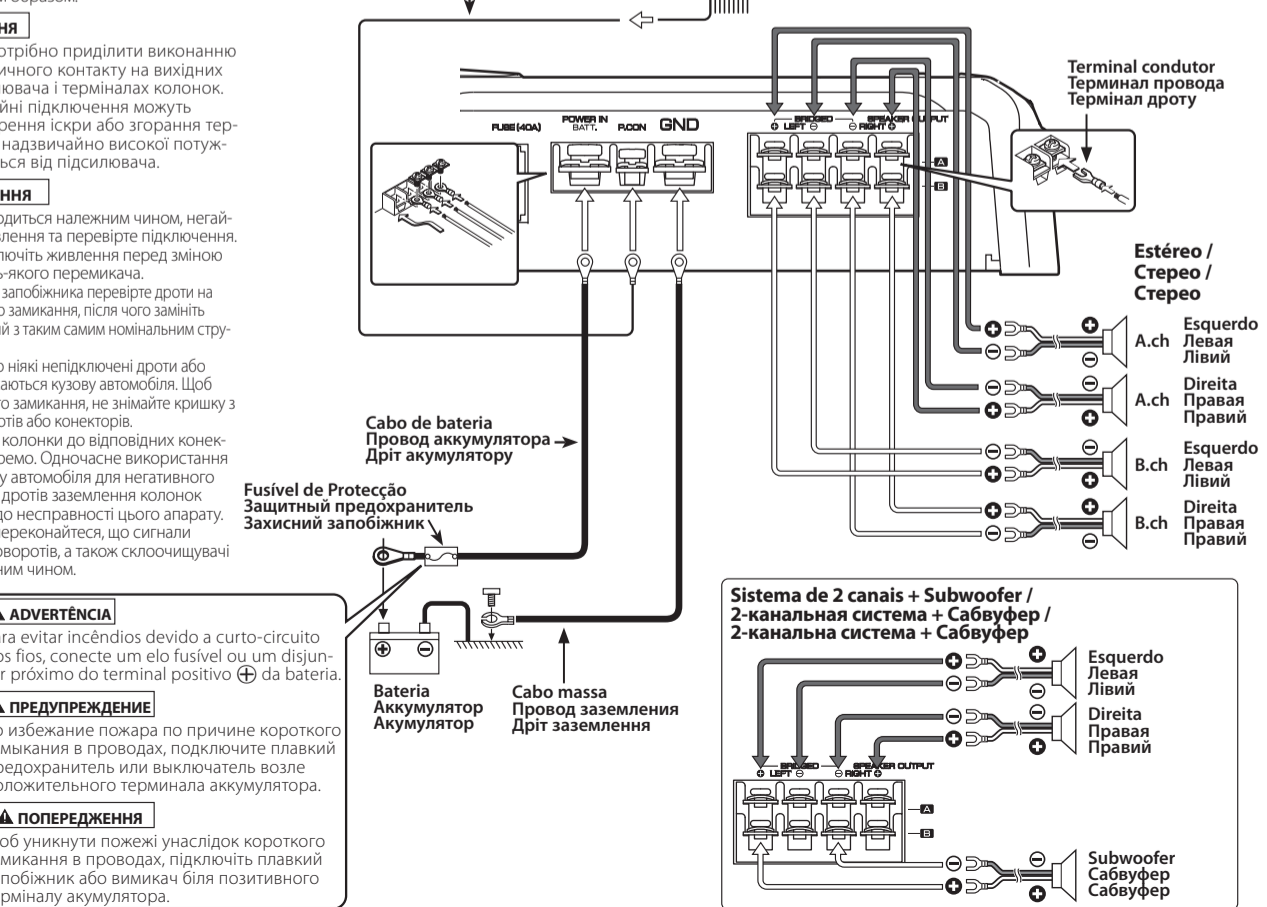 образом.
НЯ
отрібно приділити виконанню
ичного контакту на вихідних
ювача і терміналах колонок.
ійні підключення можуть
рення іскри або згорання тер-
надзвичайно високої потуж-
ься від підсилювача.
ННЯ
одиться належним чином, негай-
влення та перевірте підключення.
лючіть живлення перед зміною
ь-якого перемикача.
запобіжника перевірте дроти на
о замикання, після чого замініть
ий з таким самим номінальним стру-
о ніякі непідключені дроти або
аються кузову автомобіля. Щоб
го замикання, не знімайте кришку з
отів або конекторів.
колонки до відповідних конек-
ремо. Одночасне використання
у автомобіля для негативного
дротів заземлення колонок
до несправності цього апарату.
переконайтеся, що сигнали
оворотів, а також склоочищувачі
ним чином.
ADVERTÊNCIA
ara evitar incêndios devido a curto-circuito
os fios, conecte um elo fusível ou um disjun-
r próximo do terminal positivo ⊕ da bateria.
ПРЕДУПРЕЖДЕНИЕ
о избежание пожара по причине короткого
мыкания в проводах, подключите плавкий
редохранитель или выключатель возле
оложительного терминала аккумулятора.
ПОПЕРЕДЖЕННЯ
об уникнути пожежі унаслідок короткого
микання в проводах, підключіть плавкий
побіжник або вимикач біля позитивного
рміналу акумулятора.
FUSE (40A)
POWER IN
BATT.
P.CON
GND
BRIDGED
SPEAKER OUTPUT
⊕ LEFT ⊖
⊖ RIGHT ⊕
A
B
Terminal condutor
Терминал провода
Термінал дроту
Estéreo /
Стерео /
Стерео
A.ch
Esquerdo
Левая
Лівий
A.ch
Direita
Правая
Правий
B.ch
Esquerdo
Левая
Лівий
B.ch
Direita
Правая
Правий
Cabo de bateria
Провод аккумулятора
Дріт акумулятору
Fusível de Protecção
Защитный предохранитель
Захисний запобіжник
Bateria
Аккумулятор
Акумулятор
Cabo massa
Провод заземления
Дріт заземлення
Sistema de 2 canais + Subwoofer /
2-канальная система + Сабвуфер /
2-канальна система + Сабвуфер
Esquerdo
Левая
Лівий
Direita
Правая
Правий
BRIDGED
SPEAKER OUTPUT
⊕ LEFT ⊖
⊖ RIGHT ⊕
A
B
Subwoofer
Сабвуфер
Сабвуфер